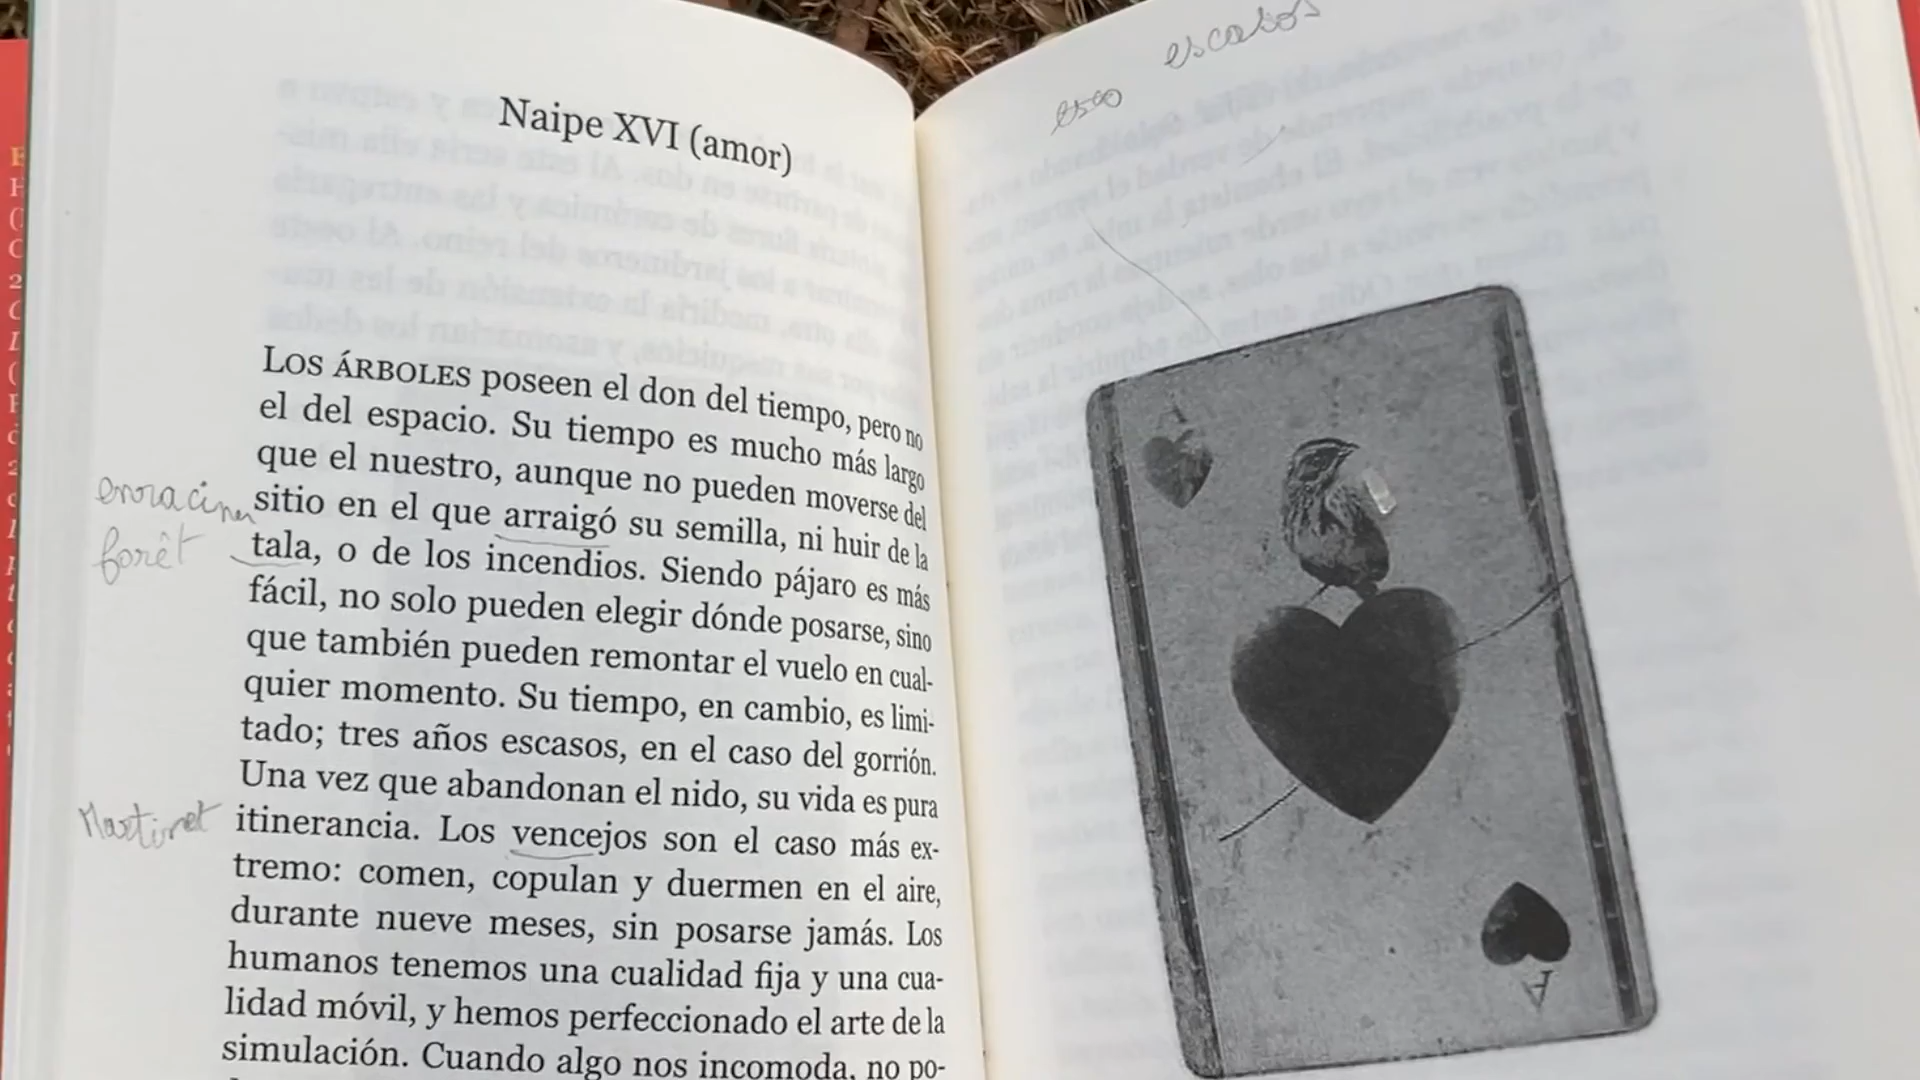 Naipe XVI (amor)
LOS ÁRBOLES poseen el don del tiempo, pero no
el del espacio. Su tiempo es mucho más largo
que el nuestro, aunque no pueden moverse del
sitio en el que arraigó su semilla, ni huir de la
tala, o de los incendios. Siendo pájaro es más
fácil, no solo pueden elegir dónde posarse, sino
que también pueden remontar el vuelo en cual-
quier momento. Su tiempo, en cambio, es limi-
tado; tres años escasos, en el caso del gorrión.
Una vez que abandonan el nido, su vida es pura
itinerancia. Los vencejos son el caso más ex-
tremo: comen, copulan y duermen en el aire,
durante nueve meses, sin posarse jamás. Los
humanos tenemos una cualidad fija y una cua-
lidad móvil, y hemos perfeccionado el arte de la
simulación. Cuando algo nos incomoda, no po-
enraciner
forêt
Martinet
A